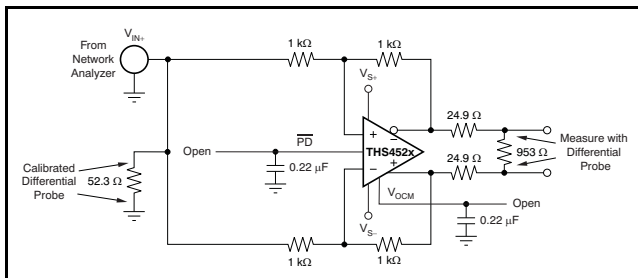 V_IN+
From
Network
Analyzer
1 kΩ
1 kΩ
V_S+
24.9 Ω
Open
PD
THS452x
Measure with
Differential
Probe
953 Ω
Calibrated
Differential
Probe
52.3 Ω
0.22 µF
24.9 Ω
V_OCM
Open
V_S−
0.22 µF
1 kΩ
1 kΩ